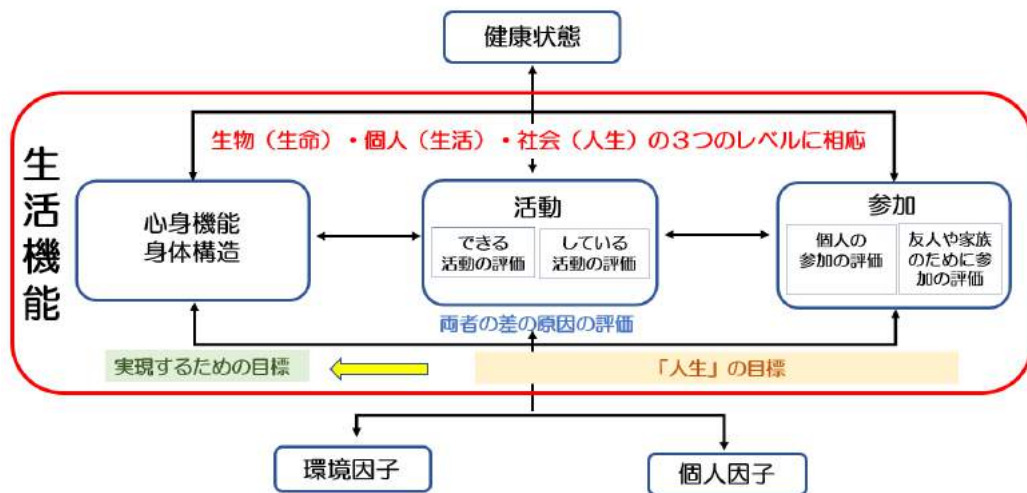 健康状態
生物（生命）・個人（生活）・社会（人生）の３つのレベルに相応
生活機能
心身機能
身体構造
活動
できる
活動の評価
している
活動の評価
参加
個人の
参加の評価
友人や家族
のために参
加の評価
両者の差の原因の評価
実現するための目標
「人生」の目標
環境因子
個人因子